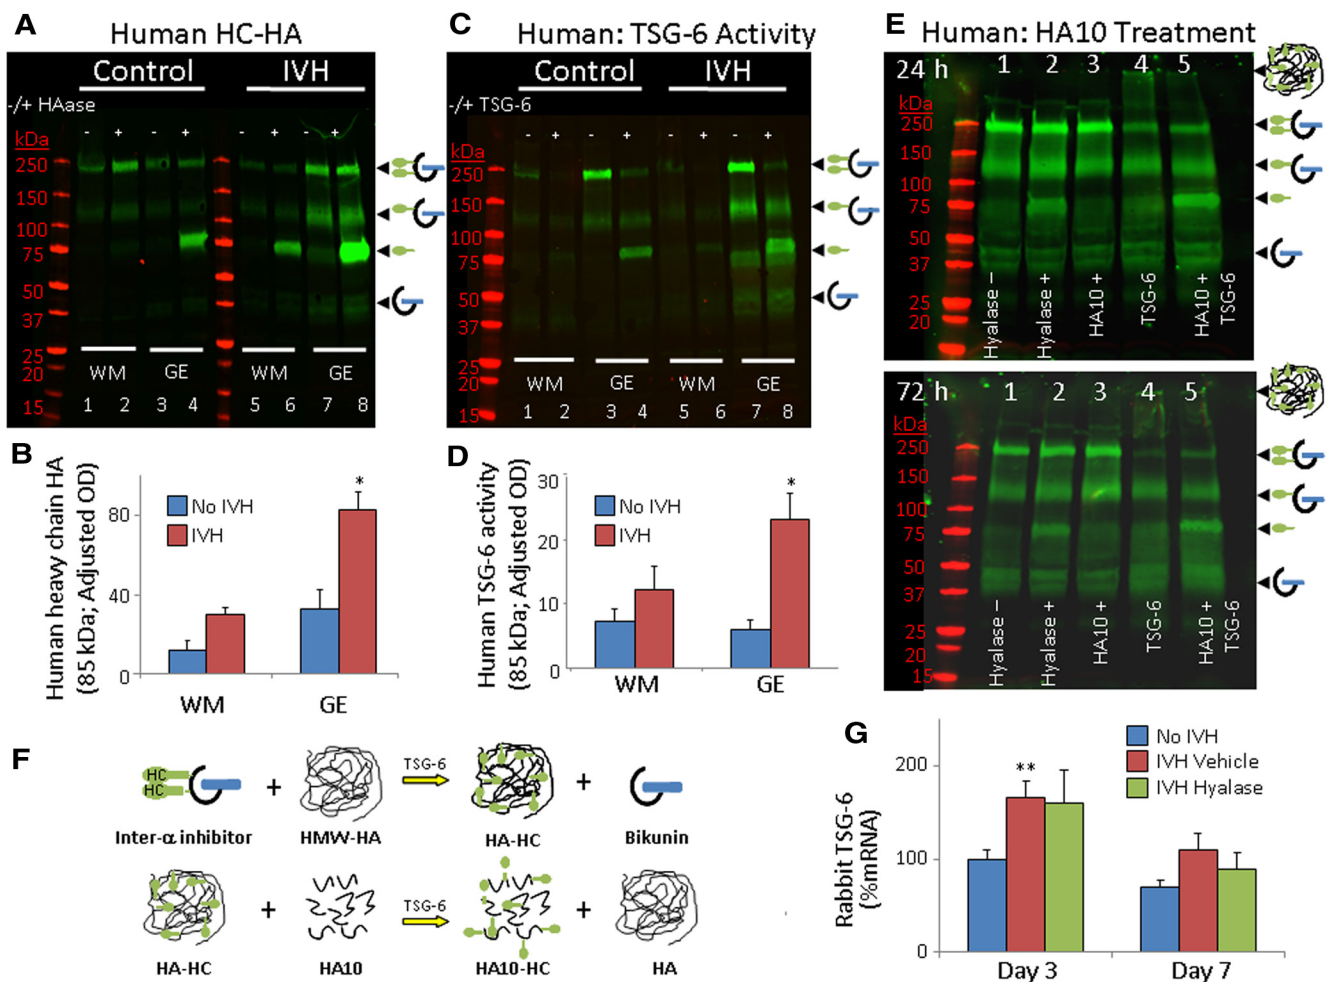 A
Human HC-HA
Control
IVH
-/+ HAase
- + - + - + - +
kDa
250
150
100
75
50
37
25
20
15
WM GE WM GE
1 2 3 4 5 6 7 8
B
Human heavy chain HA
(85 kDa; Adjusted OD)
80
40
0
No IVH
IVH
*
WM GE
C
Human: TSG-6 Activity
Control
IVH
-/+ TSG-6
- + - + - + - +
kDa
250
150
100
75
50
37
25
20
15
WM GE WM GE
1 2 3 4 5 6 7 8
D
Human TSG-6 activity
(85 kDa; Adjusted OD)
30
20
10
0
No IVH
IVH
*
WM GE
E
Human: HA10 Treatment
24 h 1 2 3 4 5
kDa
250
150
100
75
50
37
25
20
Hyalase –
Hyalase +
HA10 +
TSG-6
HA10 +
TSG-6
72 h 1 2 3 4 5
kDa
250
150
100
75
50
37
25
20
15
Hyalase –
Hyalase +
HA10 +
TSG-6
HA10 +
TSG-6
F
HC
HC
+
TSG-6
+
Inter-α inhibitor HMW-HA HA-HC Bikunin
+
TSG-6
+
HA-HC HA10 HA10-HC HA
G
Rabbit TSG-6
(%mRNA)
200
100
0
No IVH
IVH Vehicle
IVH Hyalase
**
Day 3 Day 7